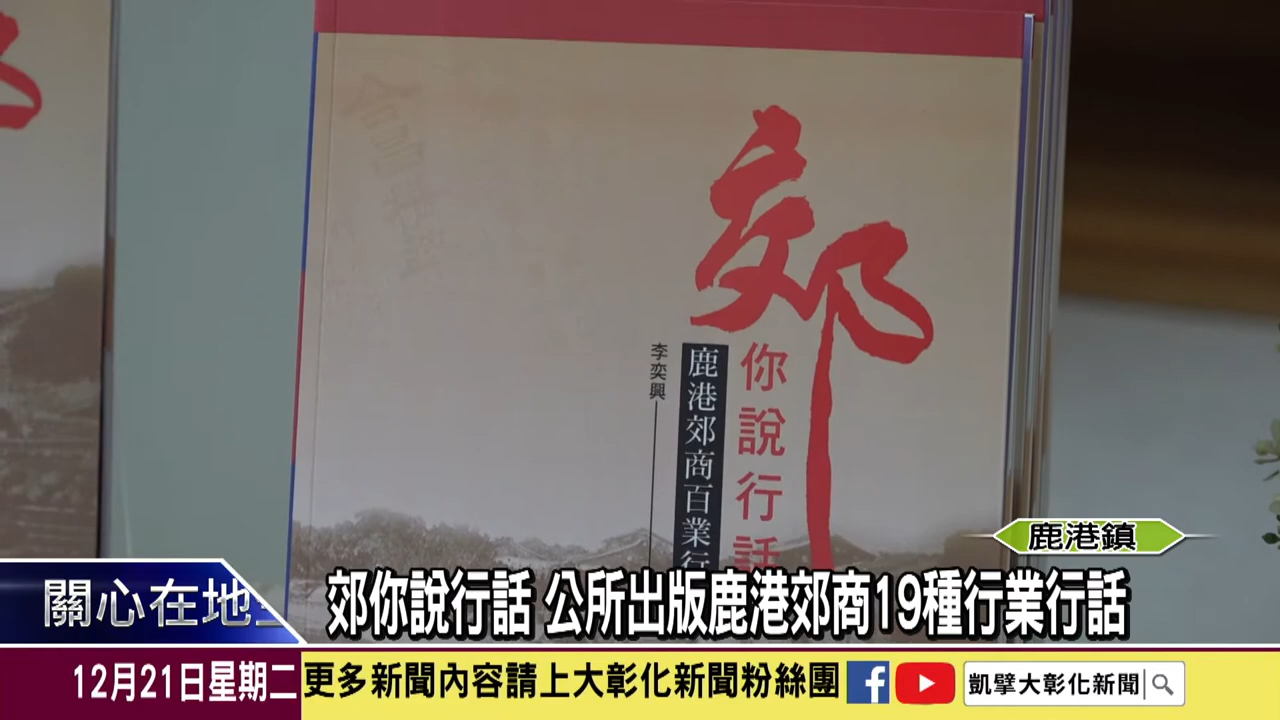 郊
你說行話
鹿港郊商百業行
李奕興
鹿港鎮
關心在地
郊你說行話 公所出版鹿港郊商19種行業行話
12月21日星期二
更多新聞內容請上大彰化新聞粉絲團
凱擘大彰化新聞